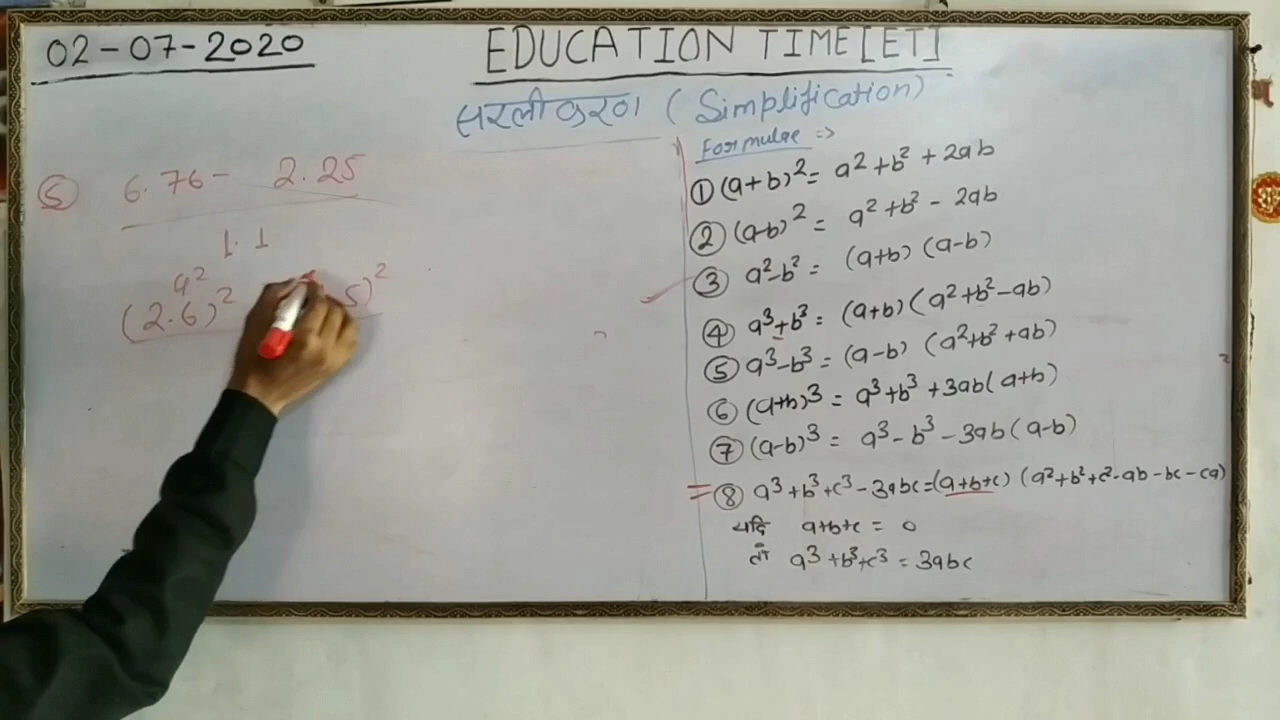 02-07-2020
EDUCATION TIME[ET]
सरलीकरण (Simplification)
5 6.76- 2.25
1.1
a²
(2.6)² 5)²
Formulae :⇒
① (a+b)² = a²+b²+2ab
② (a-b)² = a²+b²-2ab
③ a²-b² = (a+b) (a-b)
④ a³+b³ = (a+b) (a²+b²-ab)
⑤ a³-b³ = (a-b) (a²+b²+ab)
⑥ (a+b)³ = a³+b³+3ab(a+b)
⑦ (a-b)³ = a³-b³-3ab(a-b)
= ⑧ a³+b³+c³-3abc=(a+b+c) (a²+b²+c²-ab-bc-ca)
यदि a+b+c = 0
तो a³+b³+c³ = 3abc